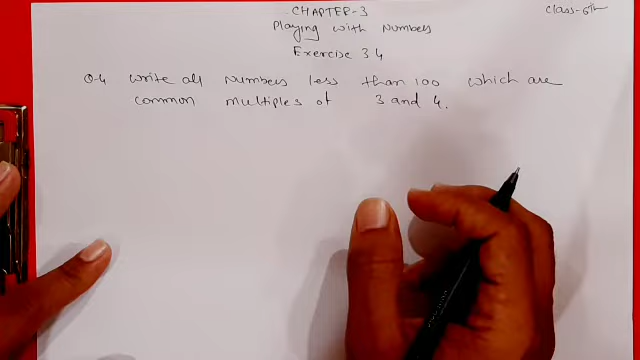 CHAPTER-3
Class-6th
Playing with Numbers
Exercise 3.4
Q.4 Write all Numbers less than 100 which are
common multiples of 3 and 4.